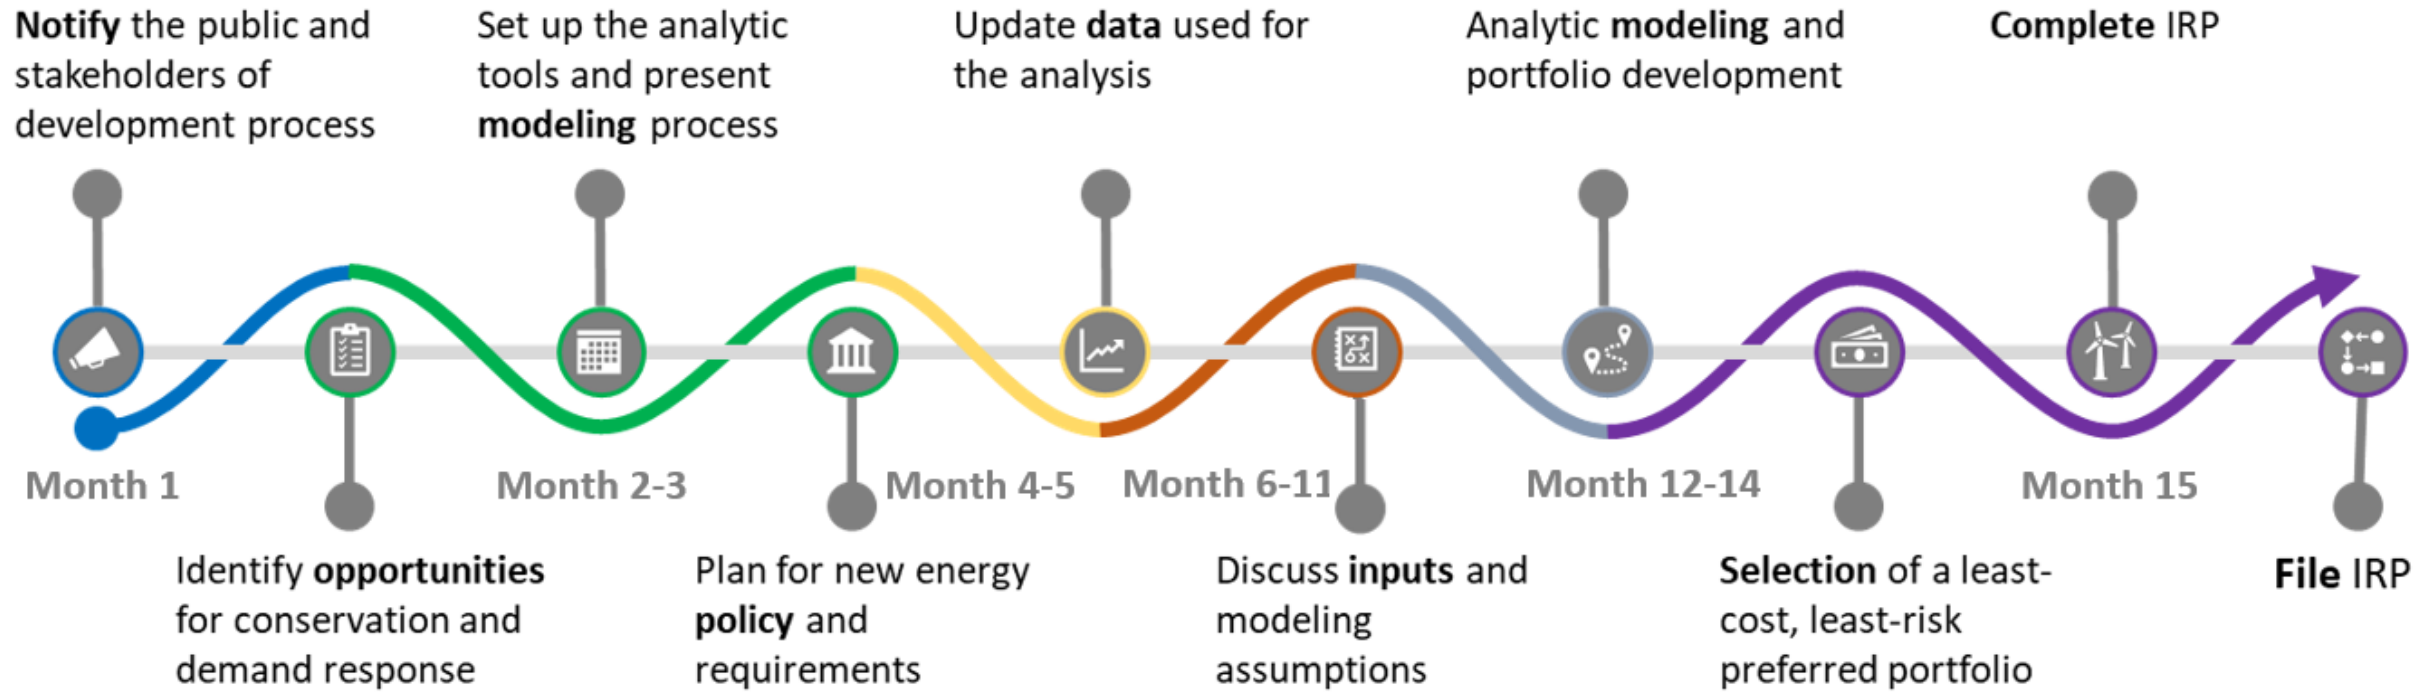 Notify the public and
stakeholders of
development process
Set up the analytic
tools and present
modeling process
Update data used for
the analysis
Analytic modeling and
portfolio development
Complete IRP
Month 1
Month 2-3
Month 4-5
Month 6-11
Month 12-14
Month 15
Identify opportunities
for conservation and
demand response
Plan for new energy
policy and
requirements
Discuss inputs and
modeling
assumptions
Selection of a least-
cost, least-risk
preferred portfolio
File IRP